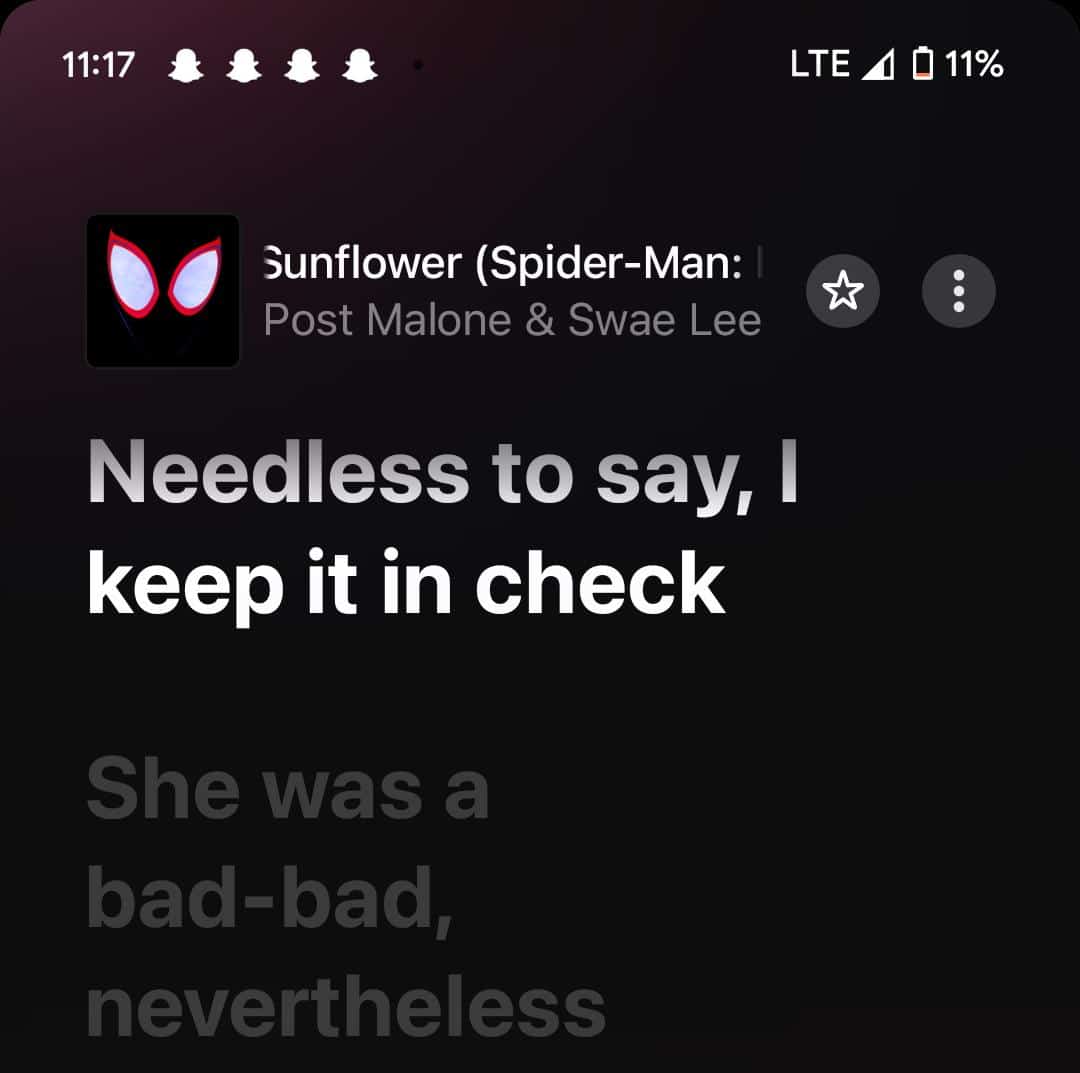 11:17 LTE 11%
Sunflower (Spider-Man:
Post Malone & Swae Lee
Needless to say, I
keep it in check
She was a
bad-bad,
nevertheless